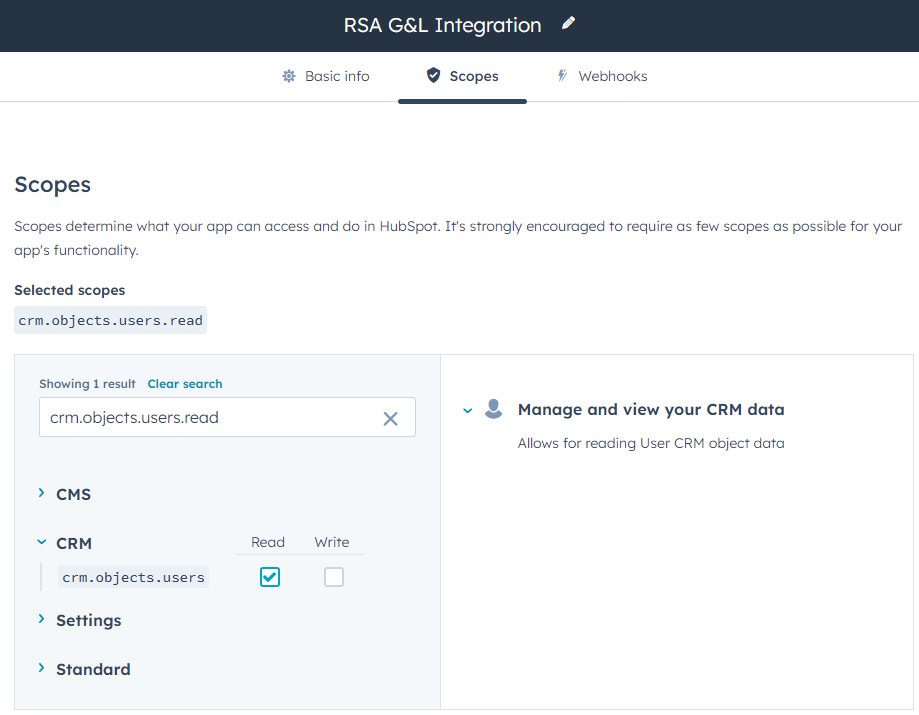 RSA G&L Integration
Basic info
Scopes
Webhooks
Scopes
Scopes determine what your app can access and do in HubSpot. It's strongly encouraged to require as few scopes as possible for your
app's functionality.
Selected scopes
crm.objects.users.read
Showing 1 result Clear search
crm.objects.users.read
CMS
CRM Read Write
crm.objects.users
Settings
Standard
Manage and view your CRM data
Allows for reading User CRM object data